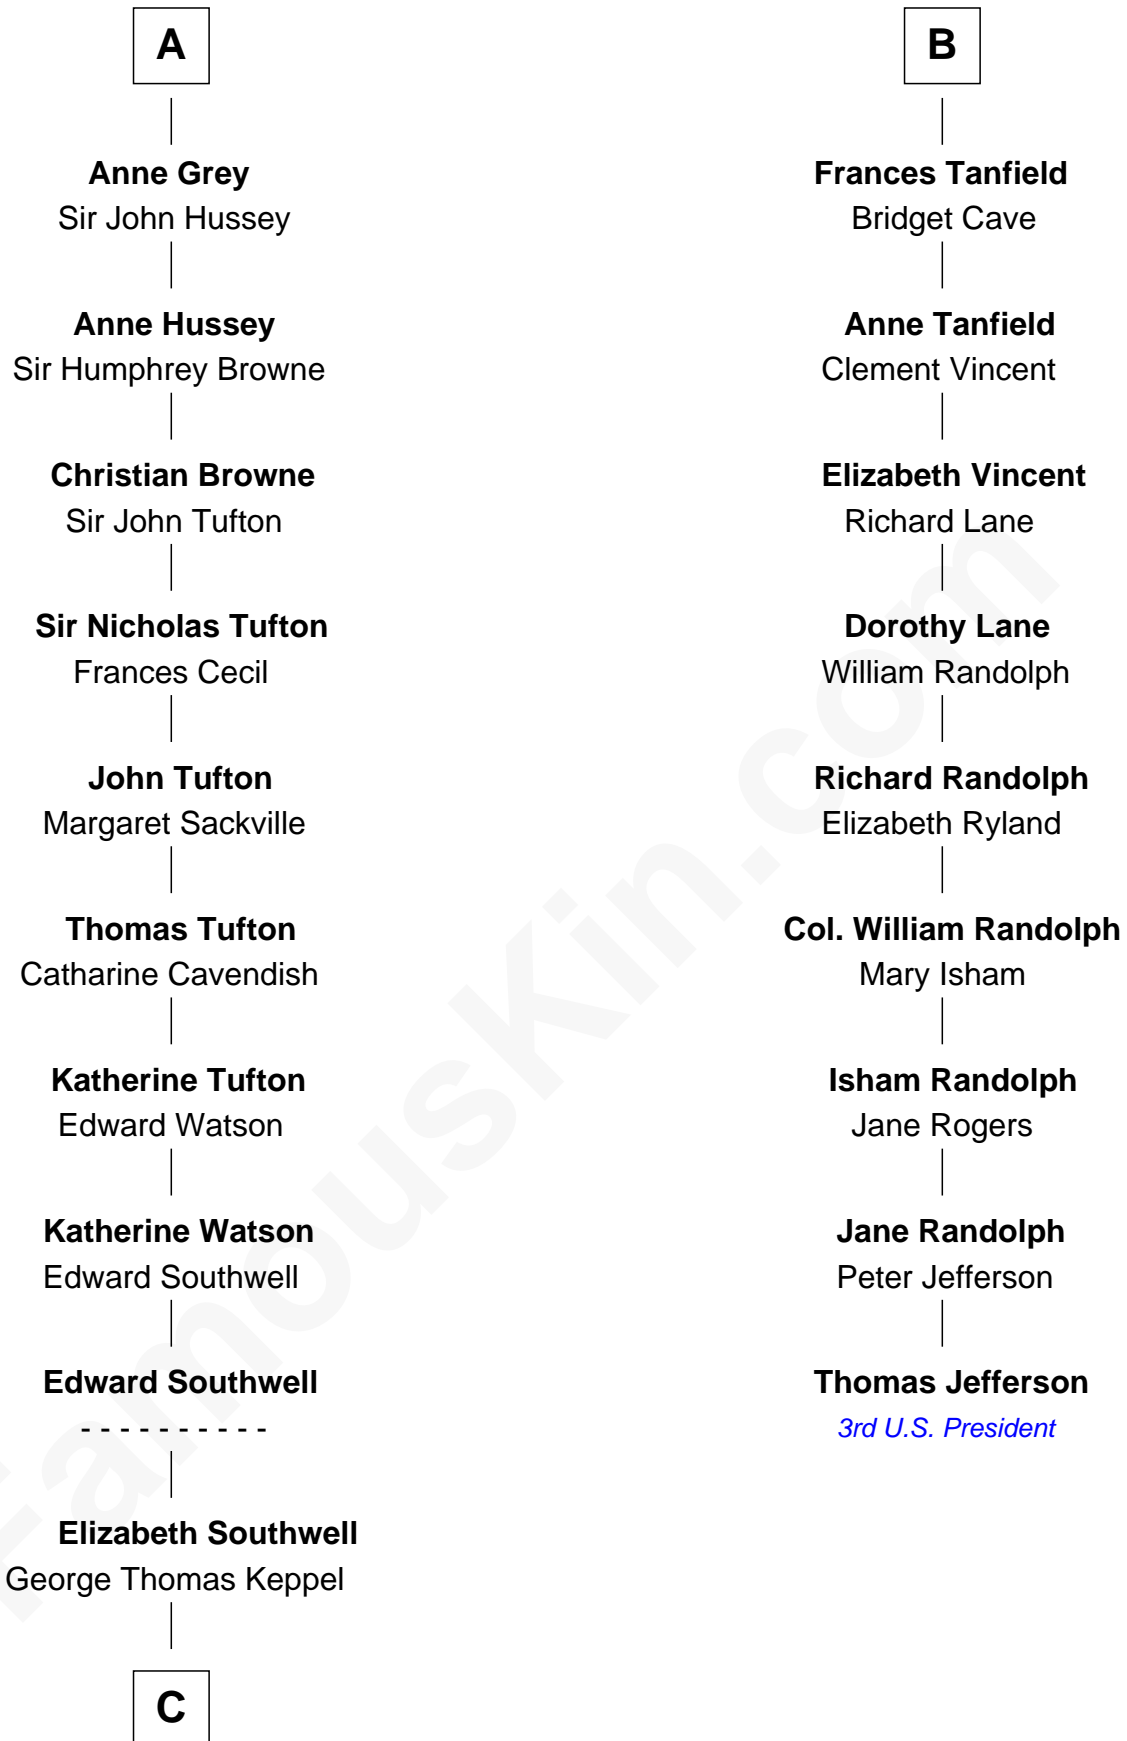 A
Anne Grey
Sir John Hussey
Anne Hussey
Sir Humphrey Browne
Christian Browne
Sir John Tufton
Sir Nicholas Tufton
Frances Cecil
John Tufton
Margaret Sackville
Thomas Tufton
Catharine Cavendish
Katherine Tufton
Edward Watson
Katherine Watson
Edward Southwell
Edward Southwell
- - - - - - - - - -
Elizabeth Southwell
George Thomas Keppel
C
B
Frances Tanfield
Bridget Cave
Anne Tanfield
Clement Vincent
Elizabeth Vincent
Richard Lane
Dorothy Lane
William Randolph
Richard Randolph
Elizabeth Ryland
Col. William Randolph
Mary Isham
Isham Randolph
Jane Rogers
Jane Randolph
Peter Jefferson
Thomas Jefferson
3rd U.S. President
FamousKin.com